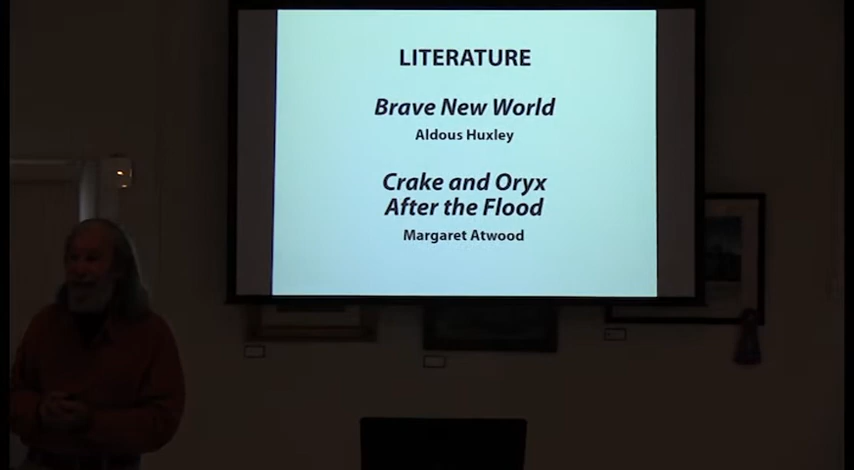 LITERATURE
Brave New World
Aldous Huxley
Crake and Oryx
After the Flood
Margaret Atwood